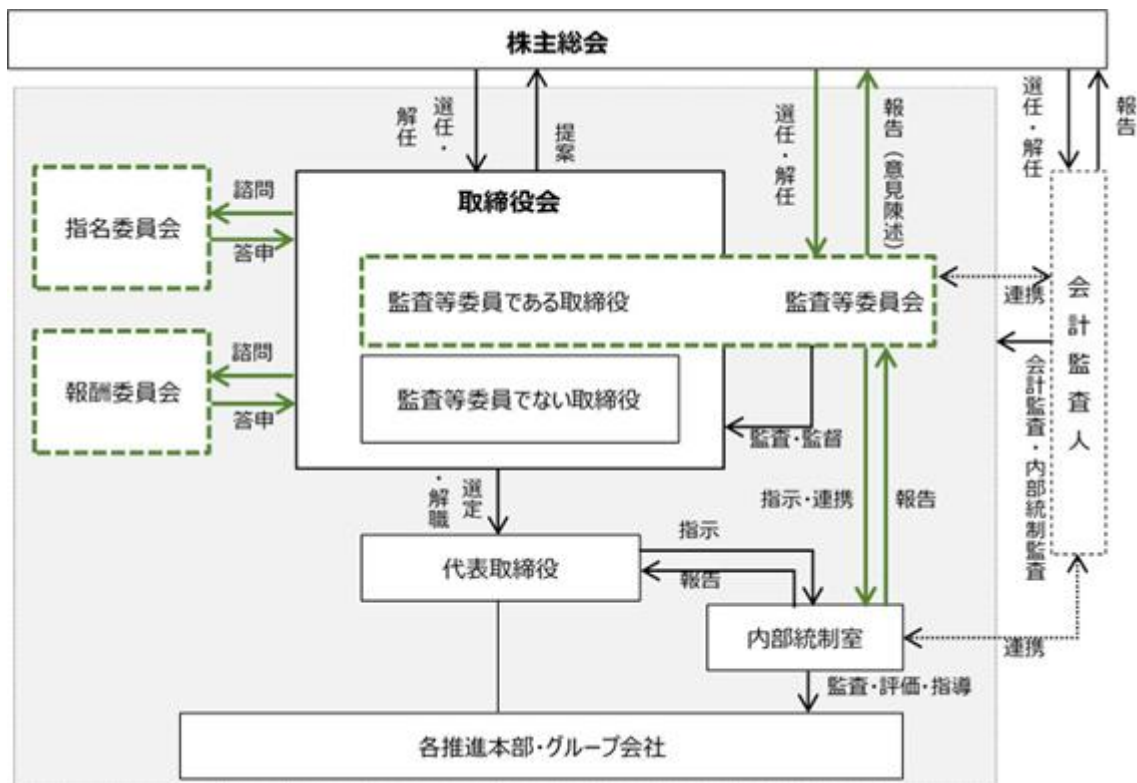 株主総会
選任・
解任
提案
選任・解任
報告（意見陳述）
選任・解任
報告
取締役会
諮問
指名委員会
答申
監査等委員である取締役
監査等委員会
連携
会計監査人
諮問
報酬委員会
答申
監査等委員でない取締役
監査・監督
会計監査・内部統制監査
選定
・解職
指示・連携
報告
代表取締役
指示
報告
内部統制室
連携
監査・評価・指導
各推進本部・グループ会社